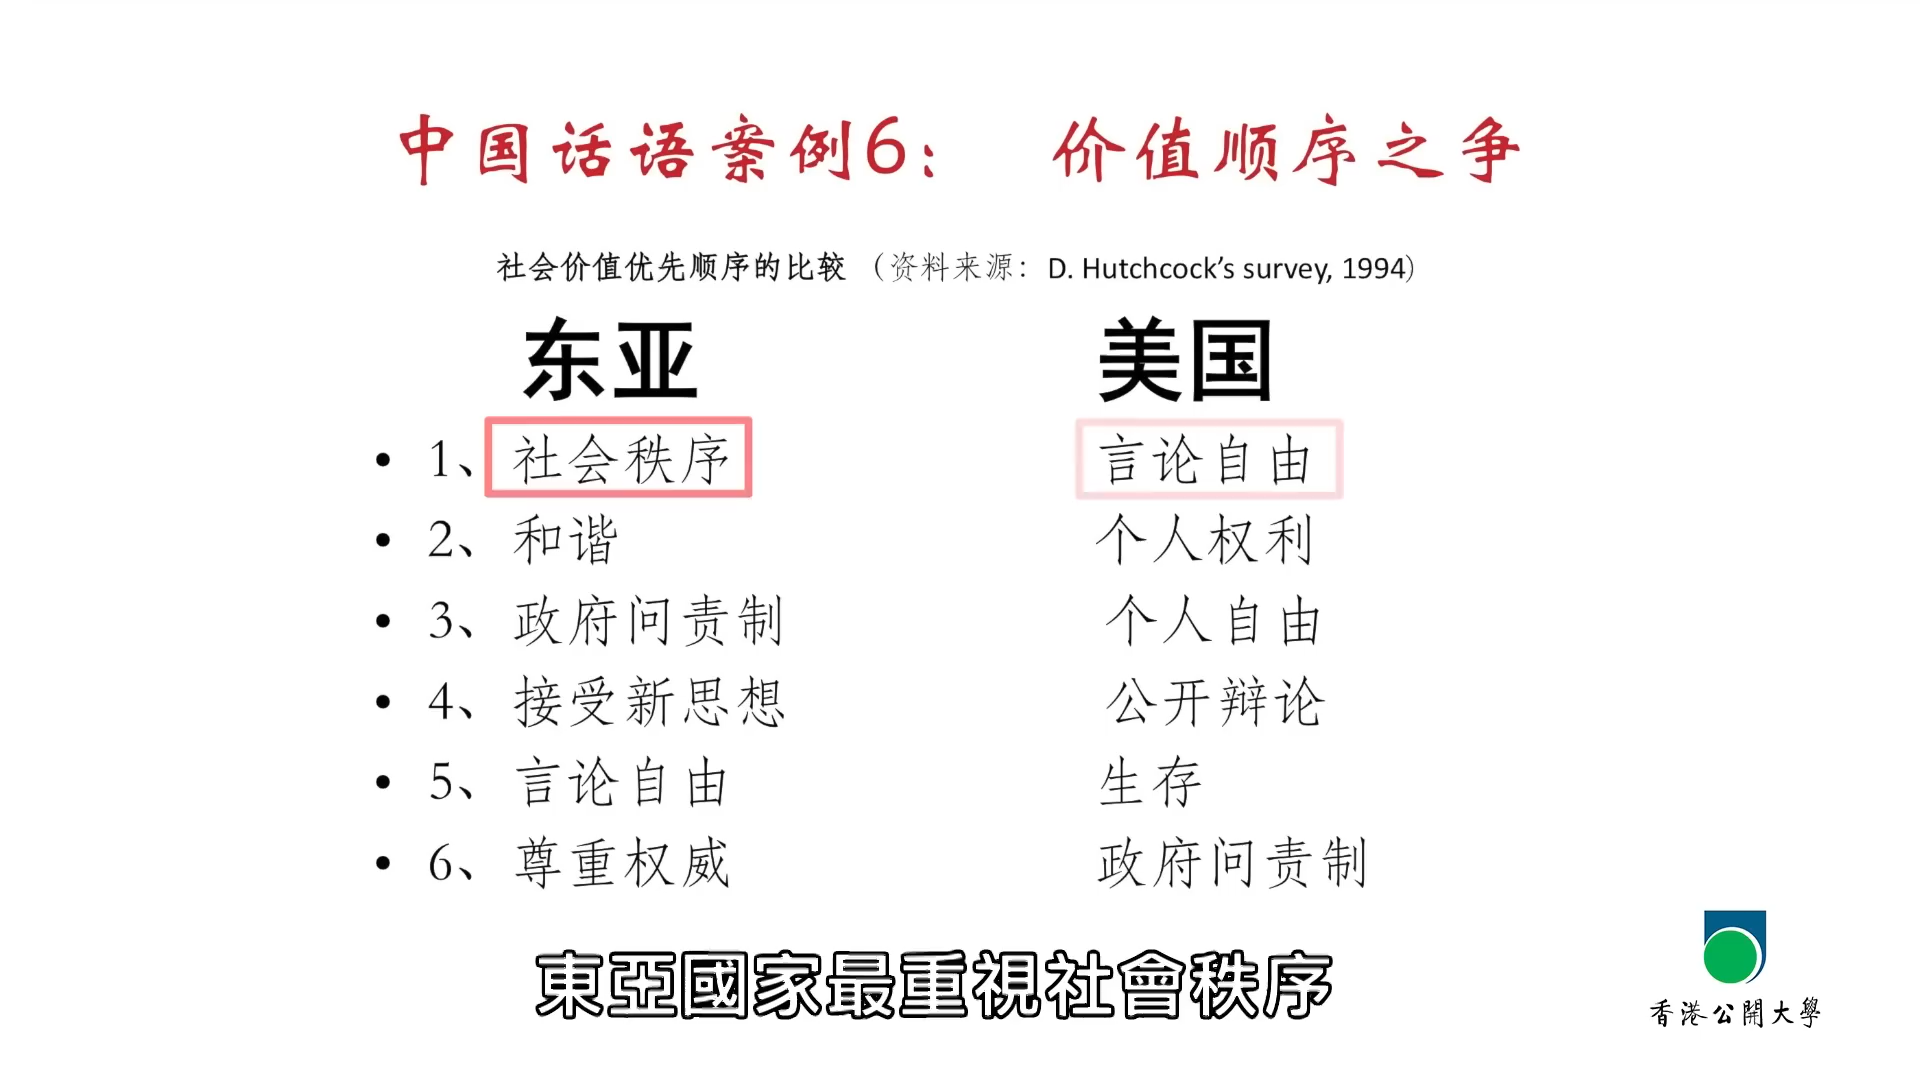 中国话语案例6： 价值顺序之争
社会价值优先顺序的比较 （资料来源：D. Hutchcock’s survey, 1994）
东亚 美国
• 1、社会秩序 言论自由
• 2、和谐 个人权利
• 3、政府问责制 个人自由
• 4、接受新思想 公开辩论
• 5、言论自由 生存
• 6、尊重权威 政府问责制
東亞國家最重視社會秩序
香港公開大學